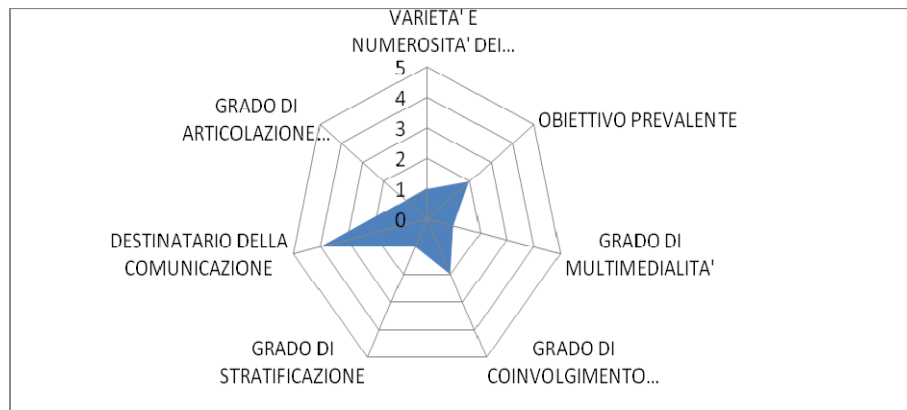 VARIETA' E
NUMEROSITA' DEI...
5
4
3
2
1
0
OBIETTIVO PREVALENTE
GRADO DI
MULTIMEDIALITA'
GRADO DI
COINVOLGIMENTO...
GRADO DI
STRATIFICAZIONE
DESTINATARIO DELLA
COMUNICAZIONE
GRADO DI
ARTICOLAZIONE...